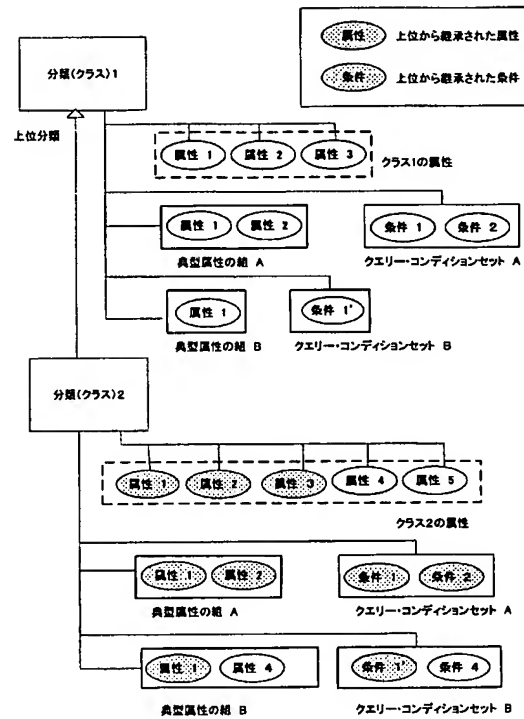 属性 上位から継承された属性
条件 上位から継承された条件
分類(クラス)1
上位分類
属性 1 属性 2 属性 3
クラス1の属性
属性 1 属性 2
条件 1 条件 2
典型属性の組 A
クエリー・コンディションセット A
属性 1
条件 1'
典型属性の組 B
クエリー・コンディションセット B
分類(クラス)2
属性 1 属性 2 属性 3 属性 4 属性 5
クラス2の属性
属性 1 属性 2
条件 1 条件 2
典型属性の組 A
クエリー・コンディションセット A
属性 1 属性 4
条件 1' 条件 4
典型属性の組 B
クエリー・コンディションセット B